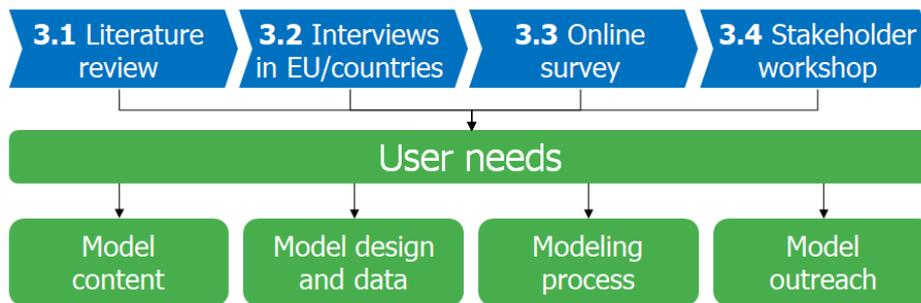 3.1 Literature
review
3.2 Interviews
in EU/countries
3.3 Online
survey
3.4 Stakeholder
workshop
User needs
Model
content
Model design
and data
Modeling
process
Model
outreach